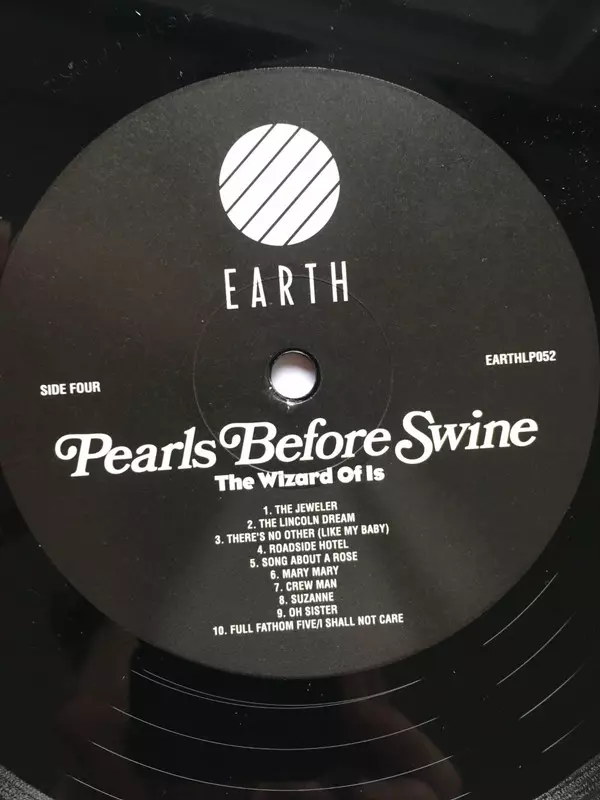 EARTH
EARTHLP052
SIDE FOUR
Pearls Before Swine
The Wizard Of Is
1. THE JEWELER
2. THE LINCOLN DREAM
3. THERE'S NO OTHER (LIKE MY BABY)
4. ROADSIDE HOTEL
5. SONG ABOUT A ROSE
6. MARY MARY
7. CREW MAN
8. SUZANNE
9. OH SISTER
10. FULL FATHOM FIVE/I SHALL NOT CARE